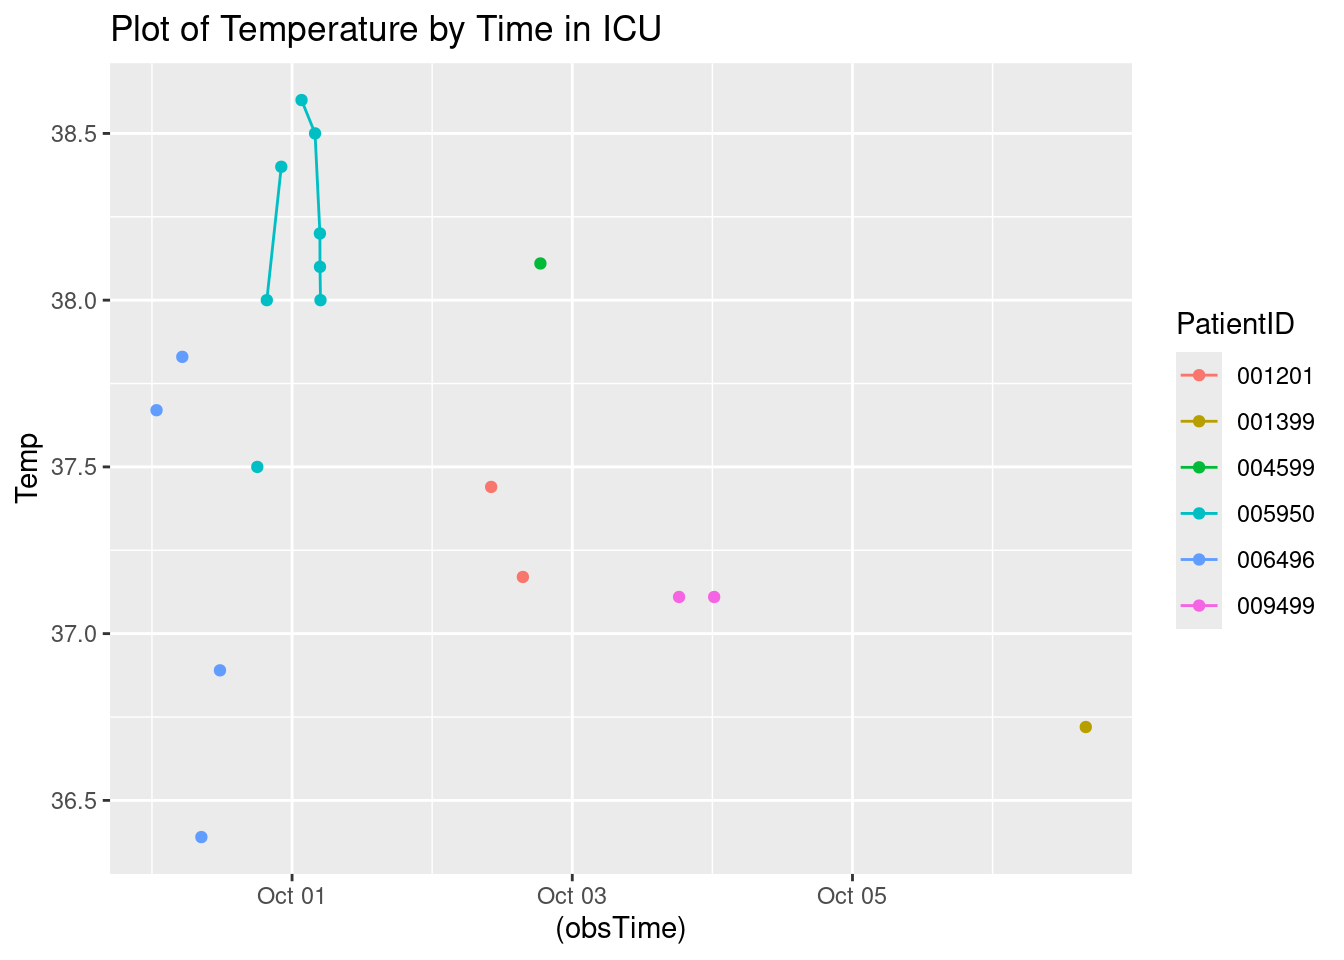 Plot of Temperature by Time in ICU
38.5
38.0
37.5
37.0
36.5
Temp
Oct 01
Oct 03
Oct 05
(obsTime)
PatientID
001201
001399
004599
005950
006496
009499